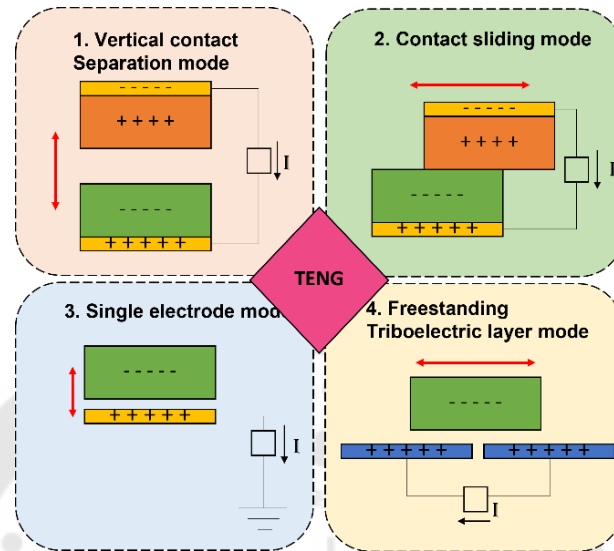 1. Vertical contact
Separation mode
- - - - -
+ + + +
I
- - - - -
+ + + + +
2. Contact sliding mode
- - - - -
+ + + +
I
- - - - -
+ + + + +
TENG
3. Single electrode mod
- - - - -
+ + + + +
I
4. Freestanding
Triboelectric layer mode
- - - - -
+ + + + + + + + + +
I